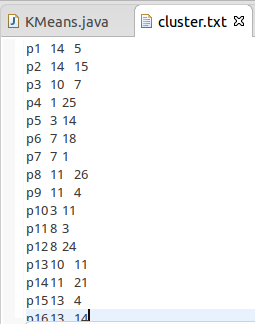 KMeans.java cluster.txt
p1 14 5
p2 14 15
p3 10 7
p4 1 25
p5 3 14
p6 7 18
p7 7 1
p8 11 26
p9 11 4
p10 3 11
p11 8 3
p12 8 24
p13 10 11
p14 11 21
p15 13 4
p16 13 14